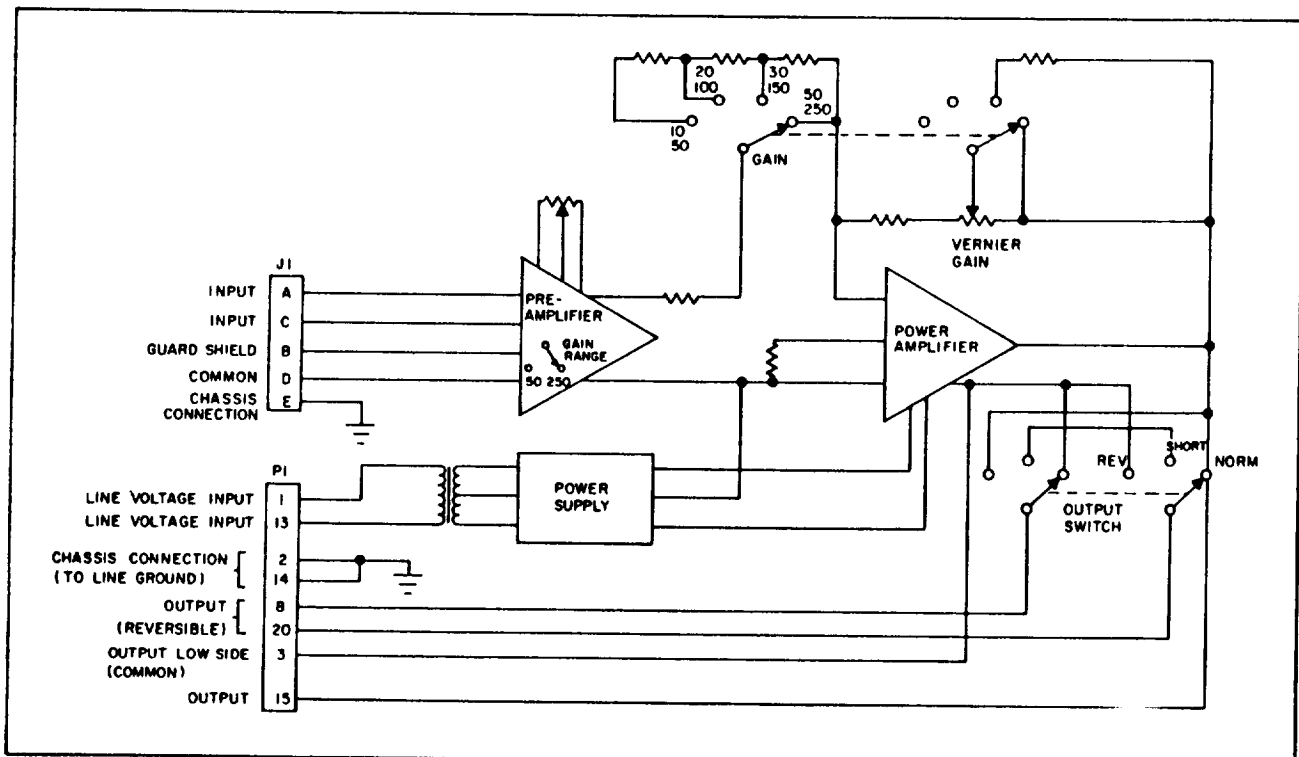 20
100
30
150
50
250
10
50
GAIN
VERNIER
GAIN
J1
INPUT A
INPUT C
GUARD SHIELD B
COMMON D
CHASSIS E
CONNECTION
PRE-
AMPLIFIER
GAIN
RANGE
50 250
POWER
AMPLIFIER
P1
LINE VOLTAGE INPUT 1
LINE VOLTAGE INPUT 13
CHASSIS CONNECTION 2
(TO LINE GROUND) 14
OUTPUT 8
(REVERSIBLE) 20
OUTPUT LOW SIDE 3
(COMMON)
OUTPUT 15
POWER
SUPPLY
REV
SHORT
NORM
OUTPUT
SWITCH